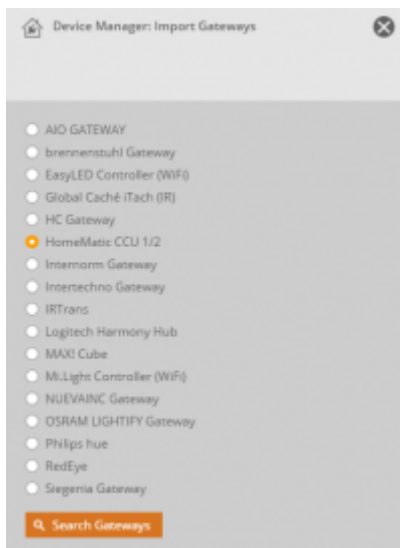 Device Manager: Import Gateways
AIO GATEWAY
brennenstuhl Gateway
EasyLED Controller (WiFi)
Global Caché iTach (IR)
HC Gateway
HomeMatic CCU 1/2
Internorm Gateway
Intertechno Gateway
IRTrans
Logitech Harmony Hub
MAX! Cube
Mi.Light Controller (WiFi)
NUEVAINC Gateway
OSRAM LIGHTIFY Gateway
Philips hue
RedEye
Siegenia Gateway
Search Gateways